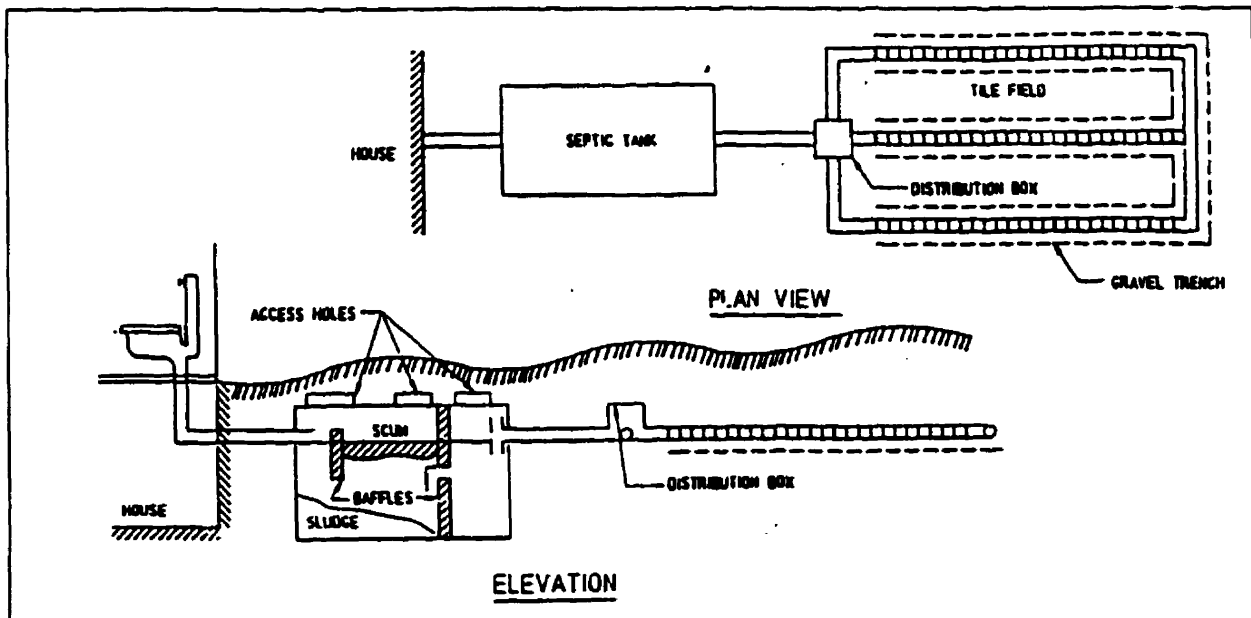 TILE FIELD
HOUSE
SEPTIC TANK
DISTRIBUTION BOX
GRAVEL TRENCH
PLAN VIEW
ACCESS HOLES
SCUM
BAFFLES
SLUDGE
HOUSE
DISTRIBUTION BOX
ELEVATION